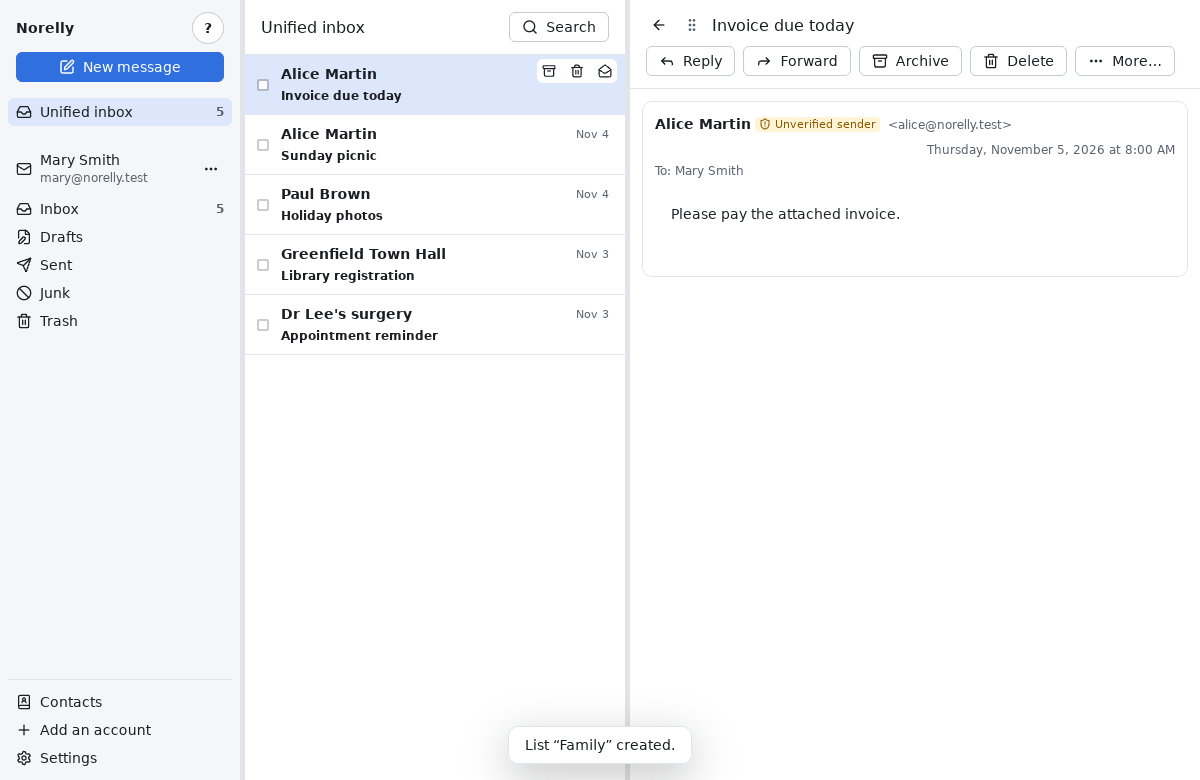 Norelly
?
New message
Unified inbox 5
Mary Smith
mary@norelly.test
Inbox 5
Drafts
Sent
Junk
Trash
Contacts
Add an account
Settings
Unified inbox
Search
Alice Martin
Invoice due today
Alice Martin Nov 4
Sunday picnic
Paul Brown Nov 4
Holiday photos
Greenfield Town Hall Nov 3
Library registration
Dr Lee's surgery Nov 3
Appointment reminder
Invoice due today
Reply Forward Archive Delete More…
Alice Martin Unverified sender <alice@norelly.test>
Thursday, November 5, 2026 at 8:00 AM
To: Mary Smith
Please pay the attached invoice.
List “Family” created.